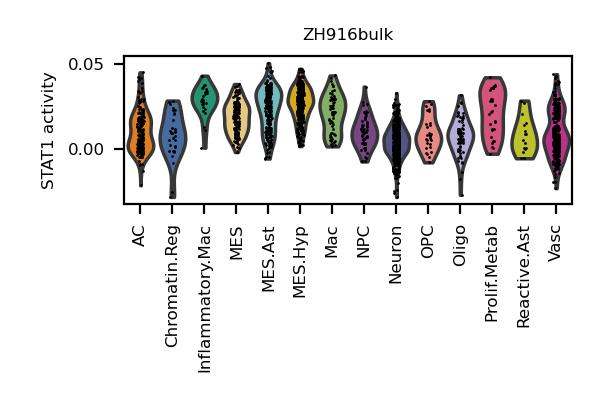 ZH916bulk
STAT1 activity
0.05
0.00
AC
Chromatin.Reg
Inflammatory.Mac
MES
MES.Ast
MES.Hyp
Mac
NPC
Neuron
OPC
Oligo
Prolif.Metab
Reactive.Ast
Vasc